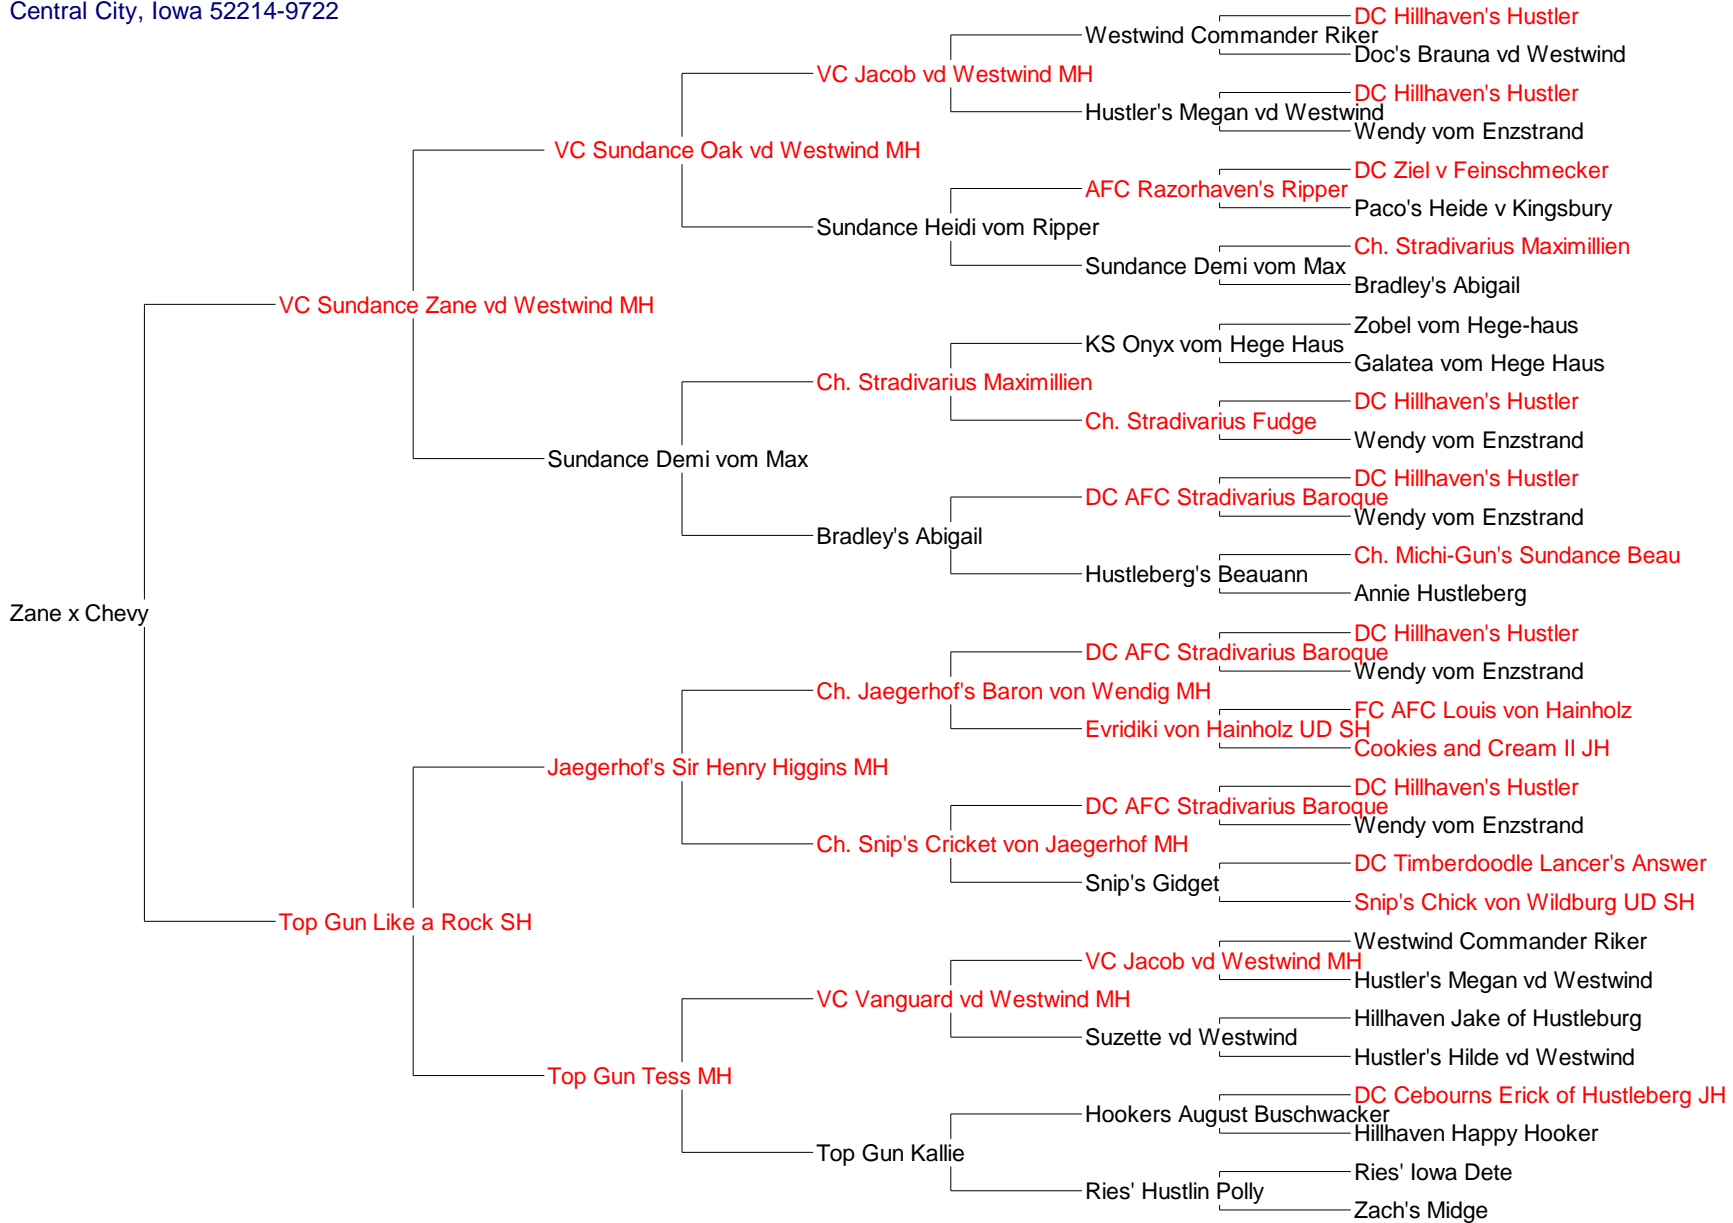 Central City, Iowa 52214-9722
DC Hillhaven's Hustler
Westwind Commander Riker
Doc's Brauna vd Westwind
VC Jacob vd Westwind MH
DC Hillhaven's Hustler
Hustler's Megan vd Westwind
Wendy vom Enzstrand
VC Sundance Oak vd Westwind MH
DC Ziel v Feinschmecker
AFC Razorhaven's Ripper
Paco's Heide v Kingsbury
Sundance Heidi vom Ripper
Ch. Stradivarius Maximillien
Sundance Demi vom Max
Bradley's Abigail
VC Sundance Zane vd Westwind MH
Zobel vom Hege-haus
KS Onyx vom Hege Haus
Galatea vom Hege Haus
Ch. Stradivarius Maximillien
DC Hillhaven's Hustler
Ch. Stradivarius Fudge
Wendy vom Enzstrand
Sundance Demi vom Max
DC Hillhaven's Hustler
DC AFC Stradivarius Baroque
Wendy vom Enzstrand
Bradley's Abigail
Ch. Michi-Gun's Sundance Beau
Hustleberg's Beauann
Annie Hustleberg
Zane x Chevy
DC Hillhaven's Hustler
DC AFC Stradivarius Baroque
Wendy vom Enzstrand
Ch. Jaegerhof's Baron von Wendig MH
FC AFC Louis von Hainholz
Evridiki von Hainholz UD SH
Cookies and Cream II JH
Jaegerhof's Sir Henry Higgins MH
DC Hillhaven's Hustler
DC AFC Stradivarius Baroque
Wendy vom Enzstrand
Ch. Snip's Cricket von Jaegerhof MH
DC Timberdoodle Lancer's Answer
Snip's Gidget
Snip's Chick von Wildburg UD SH
Top Gun Like a Rock SH
Westwind Commander Riker
VC Jacob vd Westwind MH
Hustler's Megan vd Westwind
VC Vanguard vd Westwind MH
Hillhaven Jake of Hustleburg
Suzette vd Westwind
Hustler's Hilde vd Westwind
Top Gun Tess MH
DC Cebourns Erick of Hustleberg JH
Hookers August Buschwacker
Hillhaven Happy Hooker
Top Gun Kallie
Ries' Iowa Dete
Ries' Hustlin Polly
Zach's Midge